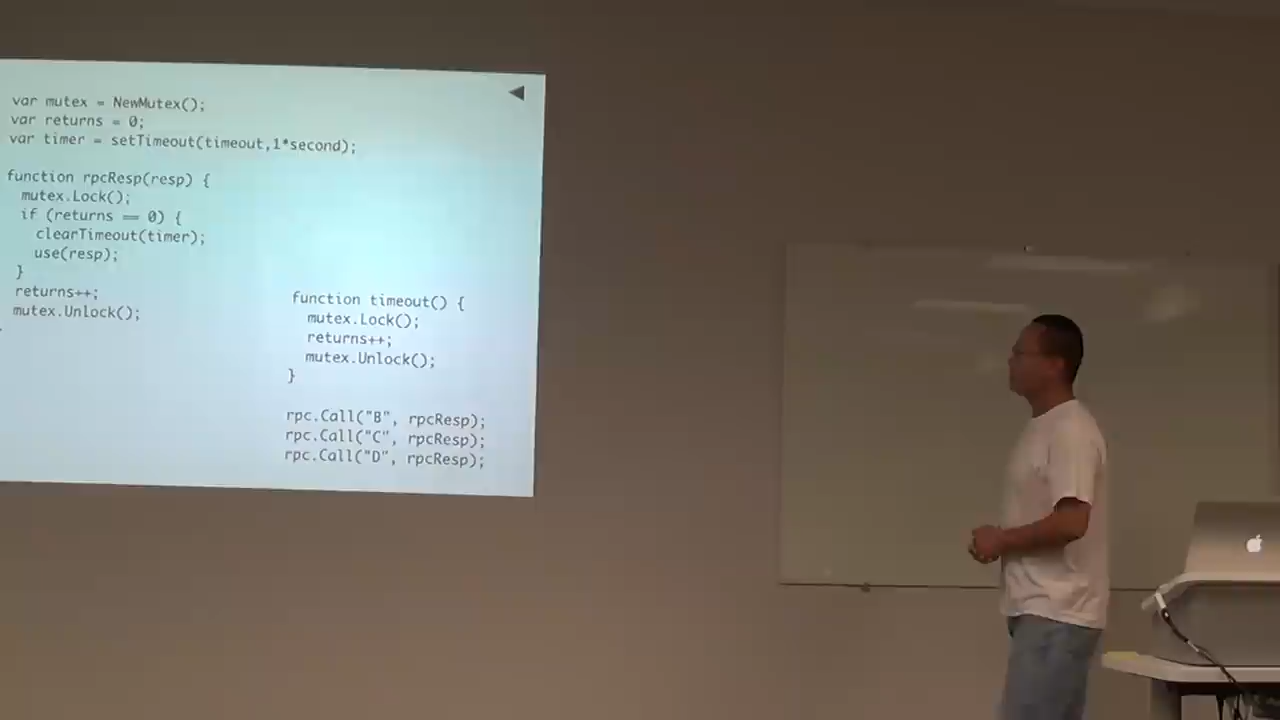 var mutex = NewMutex();
var returns = 0;
var timer = setTimeout(timeout,1*second);
function rpcResp(resp) {
mutex.Lock();
if (returns == 0) {
clearTimeout(timer);
use(resp);
}
returns++;
mutex.Unlock();
function timeout() {
mutex.Lock();
returns++;
mutex.Unlock();
}
rpc.Call("B", rpcResp);
rpc.Call("C", rpcResp);
rpc.Call("D", rpcResp);